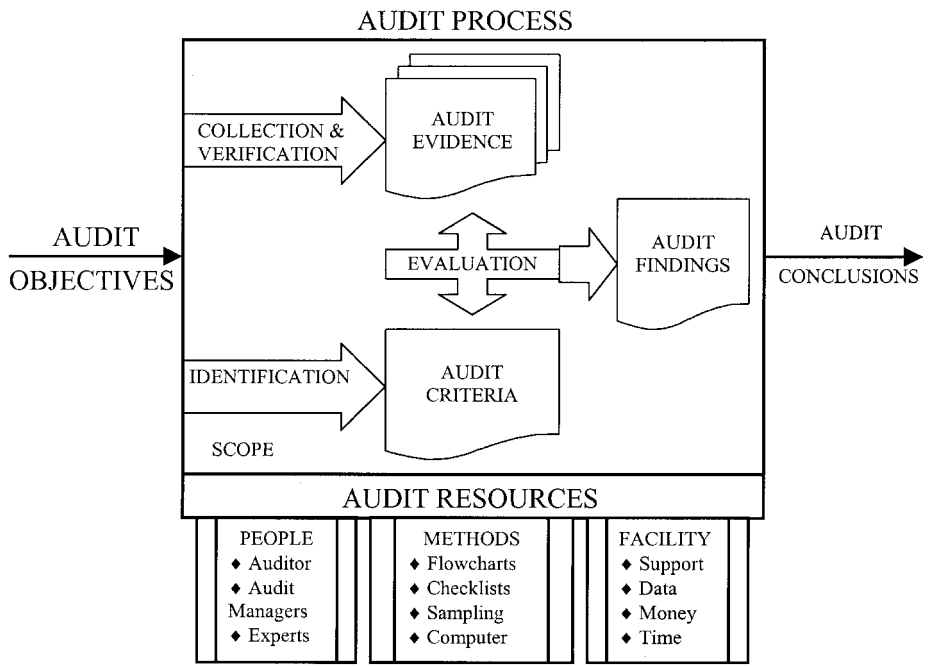 AUDIT PROCESS
COLLECTION &
VERIFICATION
AUDIT
EVIDENCE
AUDIT
OBJECTIVES
EVALUATION
AUDIT
FINDINGS
AUDIT
CONCLUSIONS
IDENTIFICATION
AUDIT
CRITERIA
SCOPE
AUDIT RESOURCES
PEOPLE
♦ Auditor
♦ Audit
Managers
♦ Experts
METHODS
♦ Flowcharts
♦ Checklists
♦ Sampling
♦ Computer
FACILITY
♦ Support
♦ Data
♦ Money
♦ Time